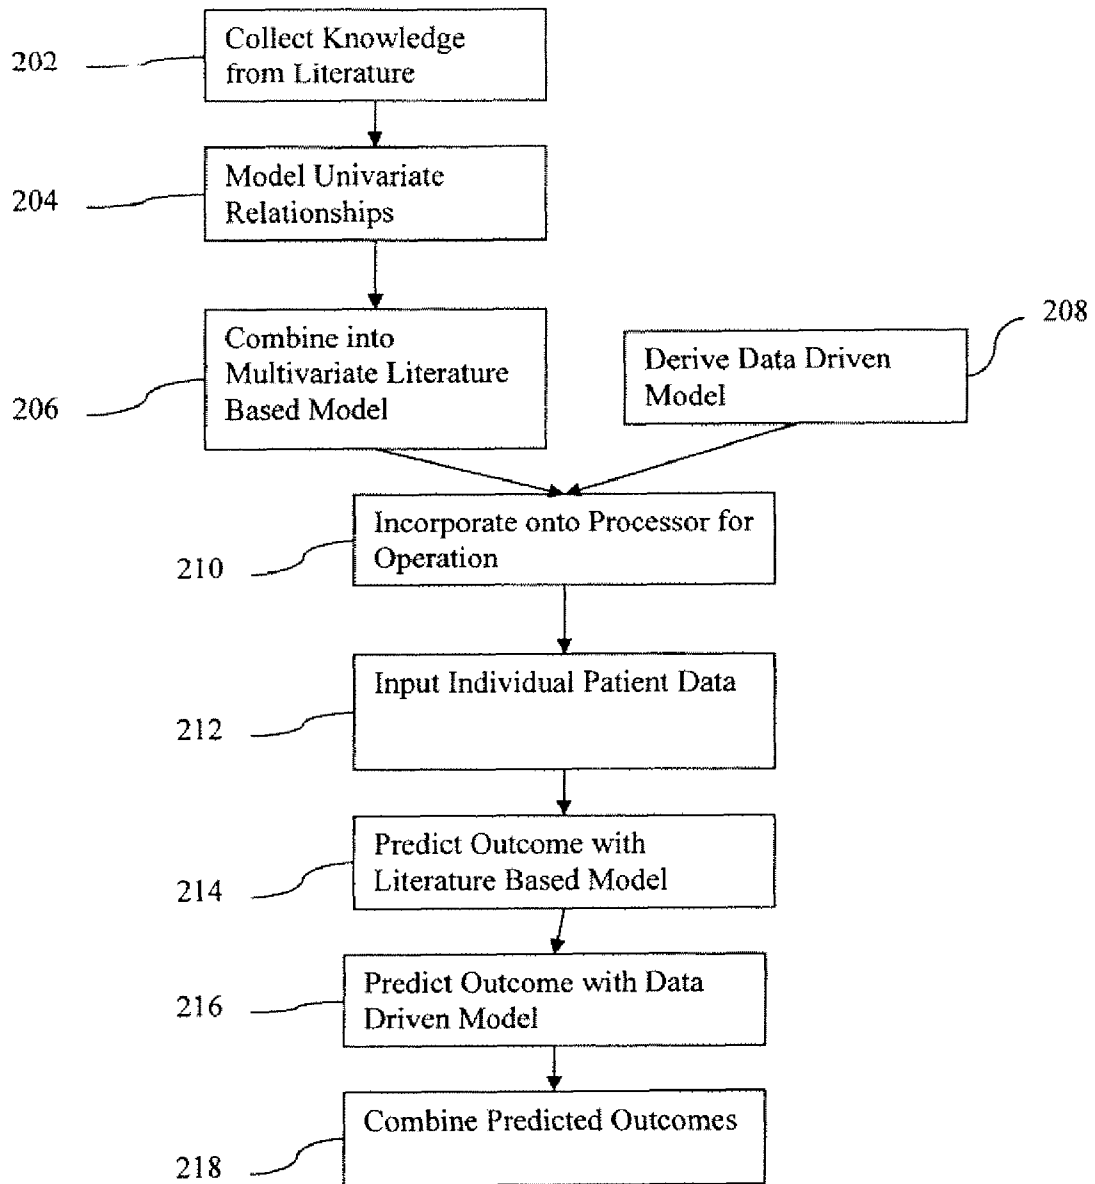 202
Collect Knowledge
from Literature
204
Model Univariate
Relationships
206
Combine into
Multivariate Literature
Based Model
208
Derive Data Driven
Model
210
Incorporate onto Processor for
Operation
212
Input Individual Patient Data
214
Predict Outcome with
Literature Based Model
216
Predict Outcome with Data
Driven Model
218
Combine Predicted Outcomes